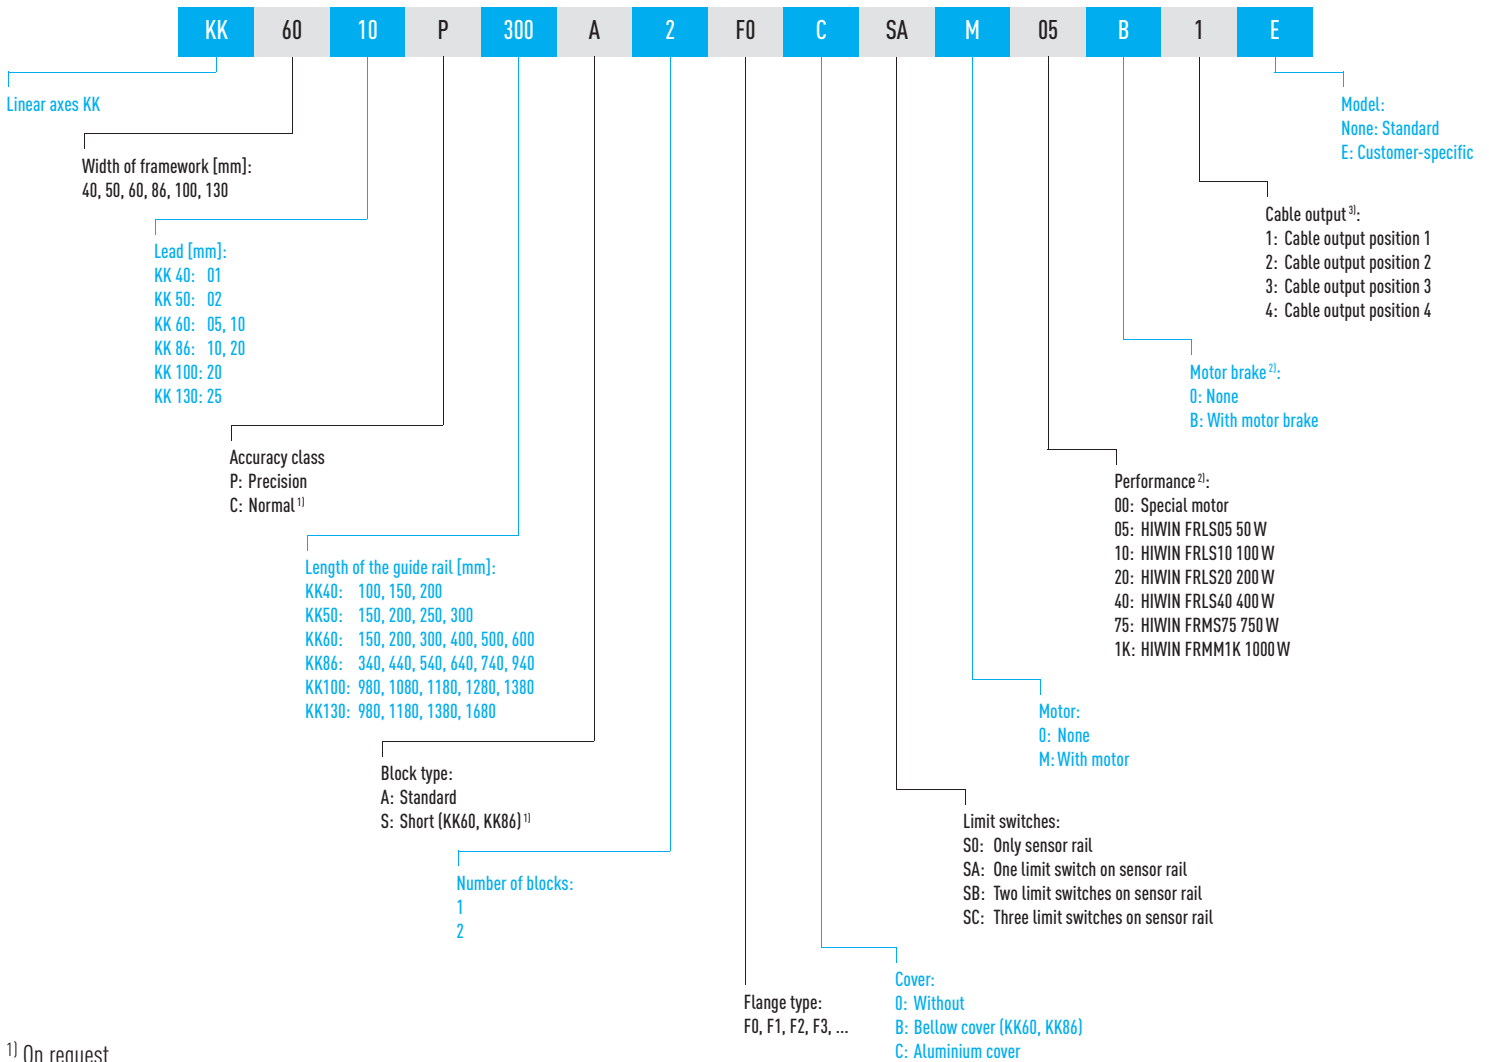 KK 60 10 P 300 A 2 F0 C SA M 05 B 1 E
Linear axes KK
Width of framework [mm]:
40, 50, 60, 86, 100, 130
Lead [mm]:
KK 40: 01
KK 50: 02
KK 60: 05, 10
KK 86: 10, 20
KK 100: 20
KK 130: 25
Accuracy class
P: Precision
C: Normal 1)
Length of the guide rail [mm]:
KK40: 100, 150, 200
KK50: 150, 200, 250, 300
KK60: 150, 200, 300, 400, 500, 600
KK86: 340, 440, 540, 640, 740, 940
KK100: 980, 1080, 1180, 1280, 1380
KK130: 980, 1180, 1380, 1680
Block type:
A: Standard
S: Short (KK60, KK86) 1)
Number of blocks:
1
2
Flange type:
F0, F1, F2, F3, ...
Cover:
0: Without
B: Bellow cover (KK60, KK86)
C: Aluminium cover
Limit switches:
S0: Only sensor rail
SA: One limit switch on sensor rail
SB: Two limit switches on sensor rail
SC: Three limit switches on sensor rail
Motor:
0: None
M: With motor
Performance 2):
00: Special motor
05: HIWIN FRLS05 50 W
10: HIWIN FRLS10 100 W
20: HIWIN FRLS20 200 W
40: HIWIN FRLS40 400 W
75: HIWIN FRMS75 750 W
1K: HIWIN FRMM1K 1000 W
Motor brake 2):
0: None
B: With motor brake
Cable output 3):
1: Cable output position 1
2: Cable output position 2
3: Cable output position 3
4: Cable output position 4
Model:
None: Standard
E: Customer-specific
1) On request